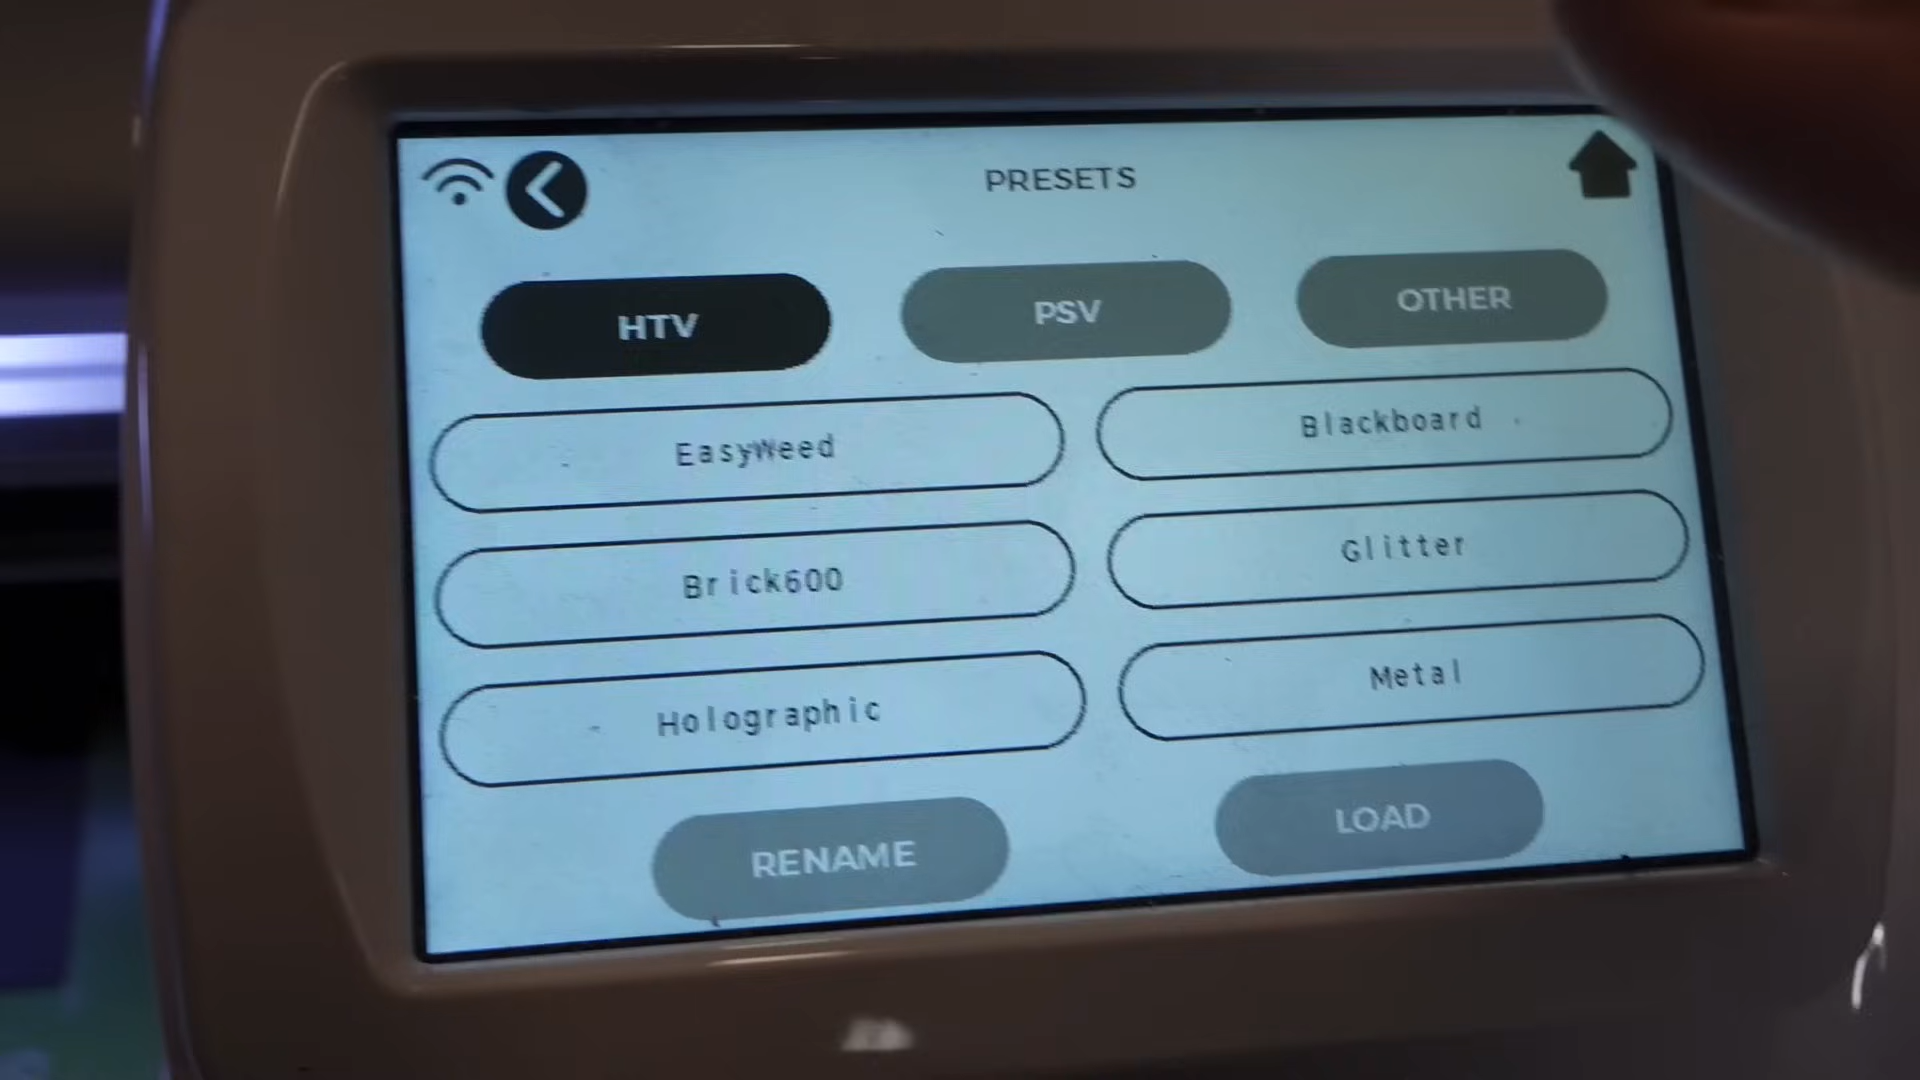 PRESETS
HTV PSV OTHER
EasyWeed Blackboard
Brick600 Glitter
Holographic Metal
RENAME LOAD